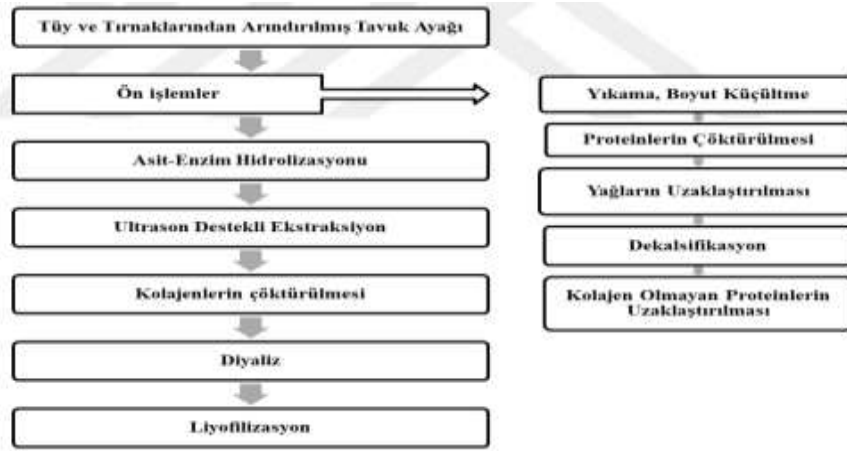 Tüy ve Tırnaklarından Arındırılmış Tavuk Ayağı
Ön işlemler
Asit-Enzim Hidrolizasyonu
Ultrason Destekli Ekstraksiyon
Kolajenlerin çöktürülmesi
Diyaliz
Liyofilizasyon
Yıkama, Boyut Küçültme
Proteinlerin Çöktürülmesi
Yağların Uzaklaştırılması
Dekalsifikasyon
Kolajen Olmayan Proteinlerin
Uzaklaştırılması